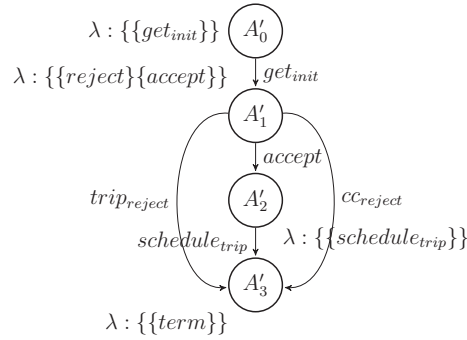 λ : {{get_init}} A′_0
λ : {{reject}{accept}} get_init
A′_1
accept
trip_reject A′_2 cc_reject
schedule_trip λ : {{schedule_trip}}
A′_3
λ : {{term}}